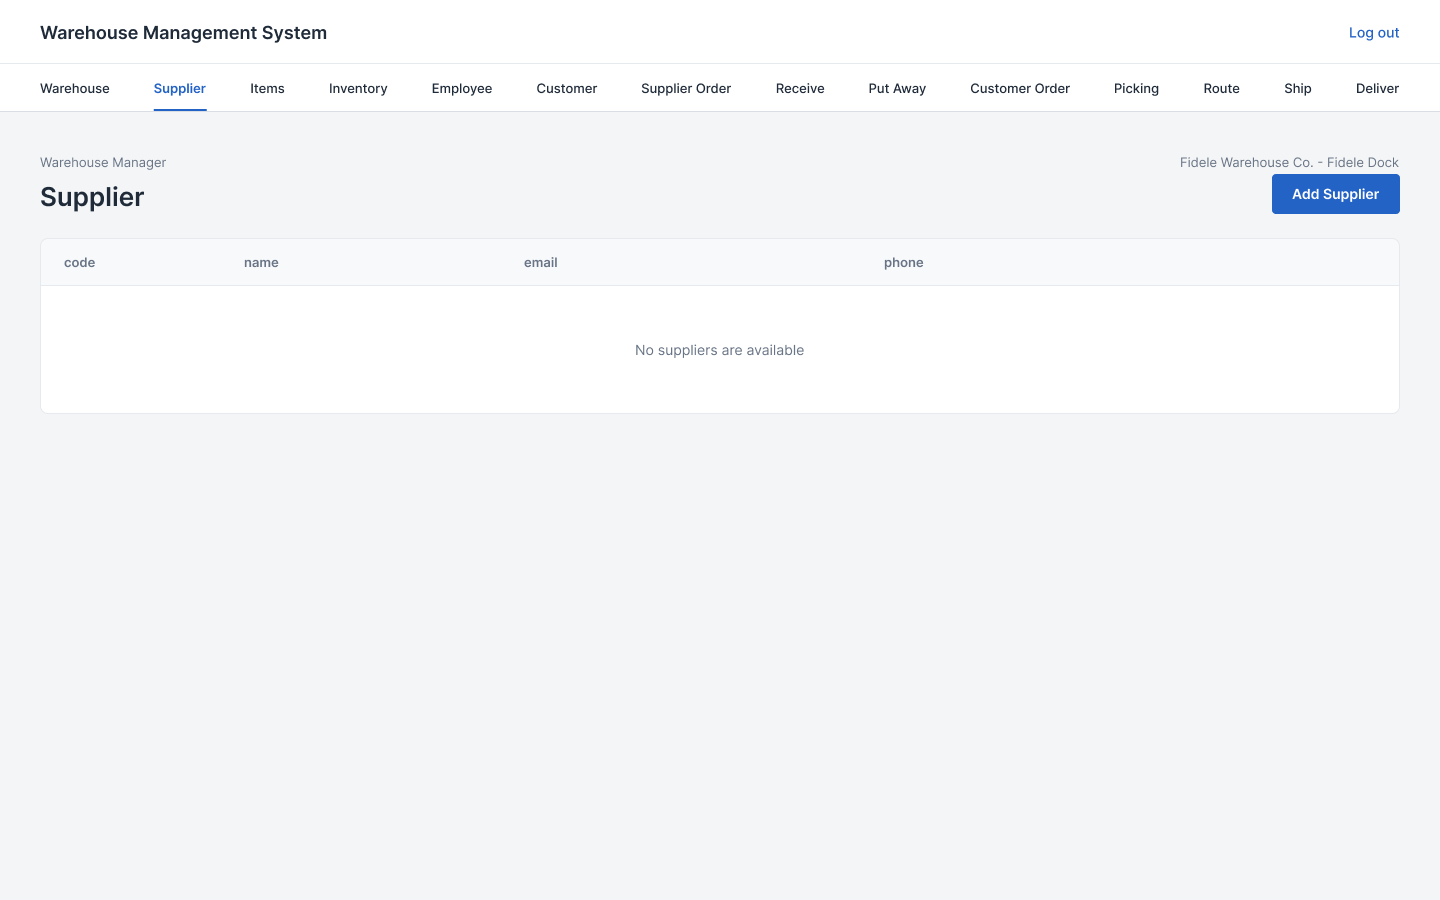 Warehouse Management System
Log out
Warehouse Supplier Items Inventory Employee Customer Supplier Order Receive Put Away Customer Order Picking Route Ship Deliver
Warehouse Manager
Fidele Warehouse Co. - Fidele Dock
Supplier
Add Supplier
code name email phone
No suppliers are available